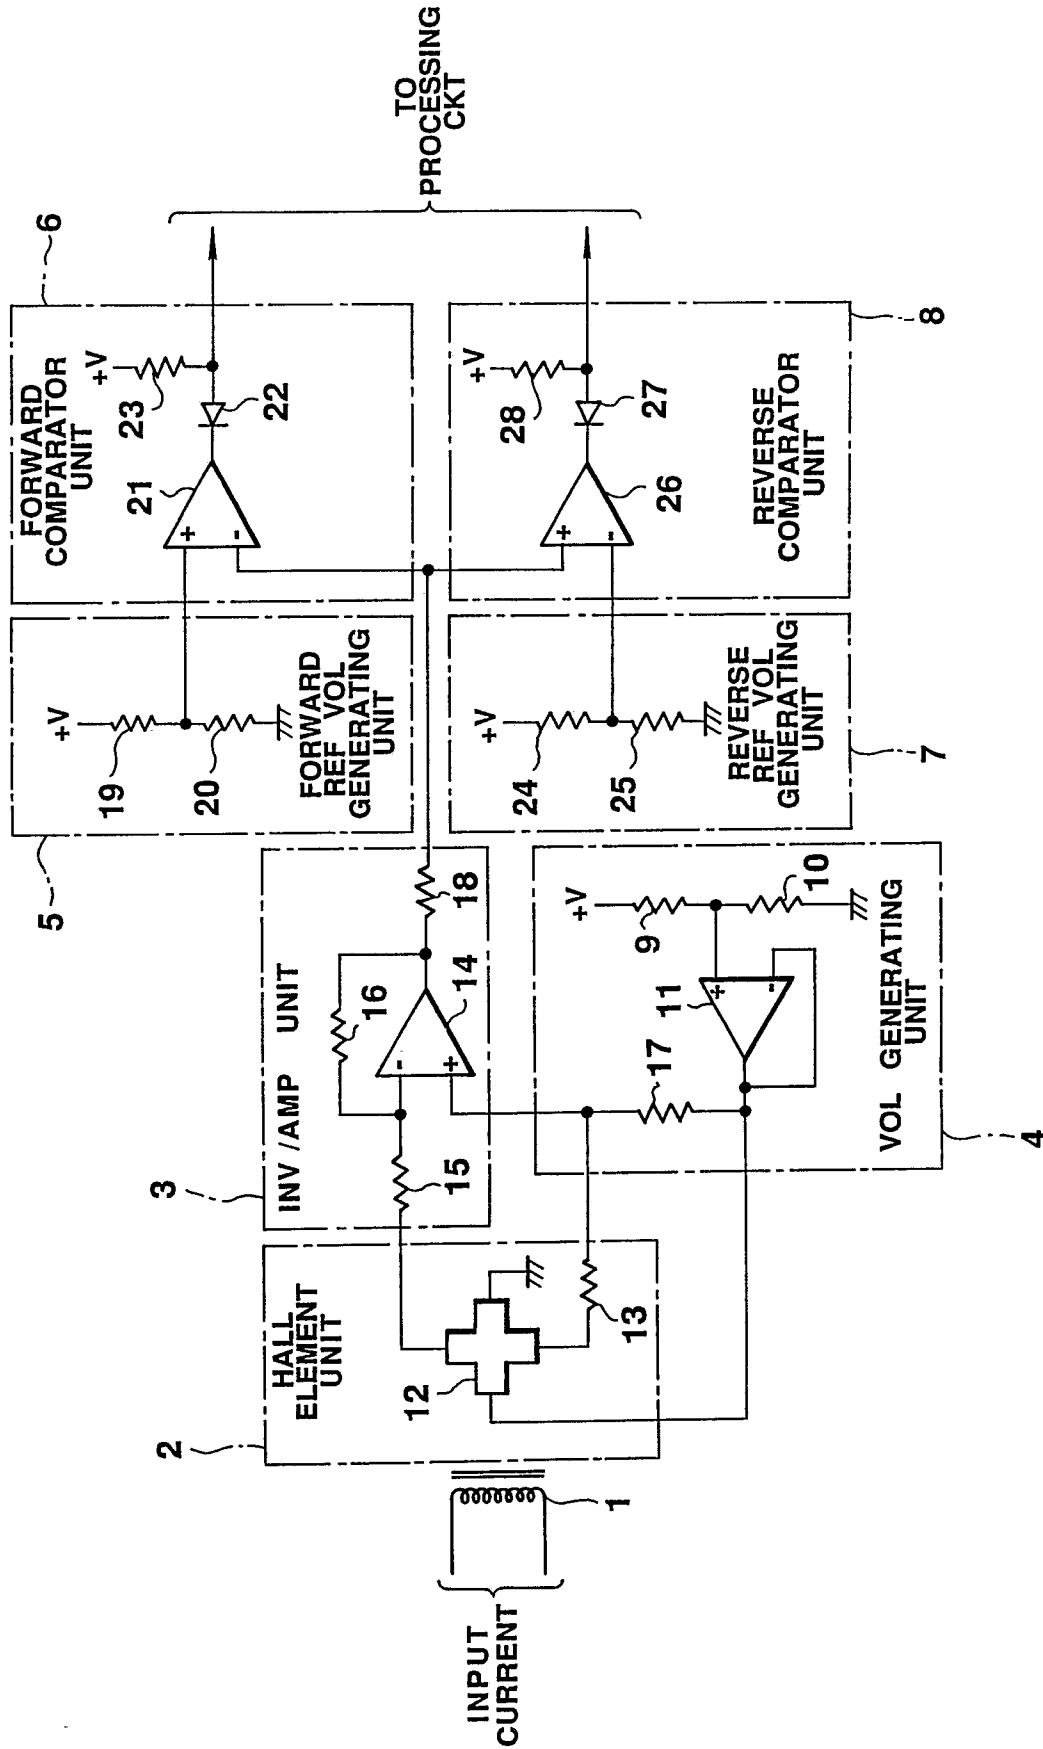 INPUT
CURRENT
1
2
HALL
ELEMENT
UNIT
12
13
3
INV/AMP UNIT
15
16
-
+
14
18
4
VOL GENERATING
UNIT
17
11
+
-
+V
9
10
5
+V
19
20
FORWARD
REF VOL
GENERATING
UNIT
6
FORWARD
COMPARATOR
UNIT
21
+
-
+V
23
22
7
+V
24
25
REVERSE
REF VOL
GENERATING
UNIT
8
+V
28
27
+
-
26
REVERSE
COMPARATOR
UNIT
TO
PROCESSING
CKT